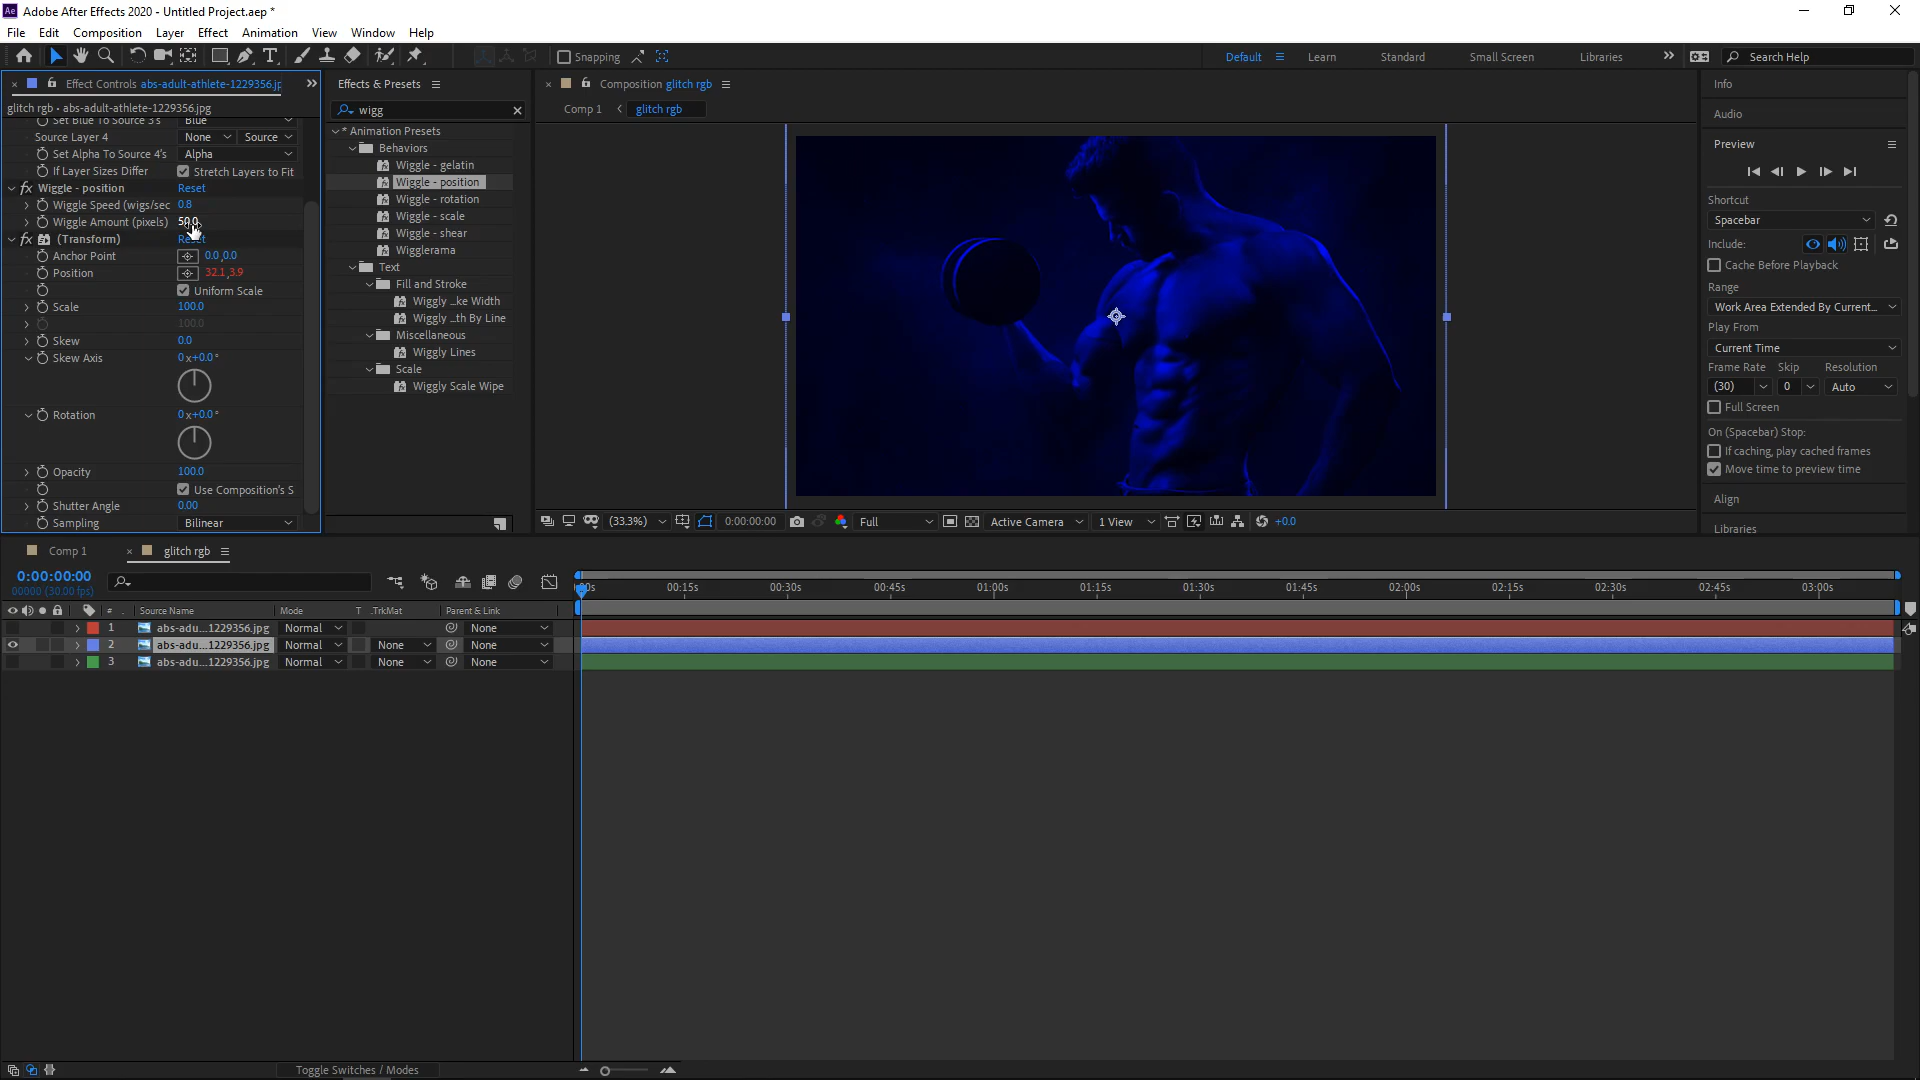 Adobe After Effects 2020 - Untitled Project.aep *
File Edit Composition Layer Effect Animation View Window Help
Snapping
Default Learn Standard Small Screen Libraries Search Help
Effect Controls abs-adult-athlete-1229356.jp
glitch rgb • abs-adult-athlete-1229356.jpg
Set Blue To Source 3's Blue
Source Layer 4 None Source
Set Alpha To Source 4's Alpha
If Layer Sizes Differ Stretch Layers to Fit
fx Wiggle - position Reset
Wiggle Speed (wigs/sec 0.8
Wiggle Amount (pixels) 50.0
fx (Transform) Reset
Anchor Point 0.0,0.0
Position 32.1,3.9
Uniform Scale
Scale 100.0
100.0
Skew 0.0
Skew Axis 0x+0.0°
Rotation 0x+0.0°
Opacity 100.0
Use Composition's S
Shutter Angle 0.00
Sampling Bilinear
Effects & Presets
wigg
* Animation Presets
Behaviors
Wiggle - gelatin
Wiggle - position
Wiggle - rotation
Wiggle - scale
Wiggle - shear
Wigglerama
Text
Fill and Stroke
Wiggly _ke Width
Wiggly _th By Line
Miscellaneous
Wiggly Lines
Scale
Wiggly Scale Wipe
Composition glitch rgb
Comp 1 glitch rgb
(33.3%) 0:00:00:00 Full Active Camera 1 View +0.0
Info
Audio
Preview
Shortcut
Spacebar
Include:
Cache Before Playback
Range
Work Area Extended By Current...
Play From
Current Time
Frame Rate Skip Resolution
(30) 0 Auto
Full Screen
On (Spacebar) Stop:
If caching, play cached frames
Move time to preview time
Align
Libraries
Comp 1 glitch rgb
0:00:00:00
00000 (30.00 fps)
00:15s 00:30s 00:45s 01:00s 01:15s 01:30s 01:45s 02:00s 02:15s 02:30s 02:45s 03:00s
# Source Name Mode T .TrkMat Parent & Link
1 abs-adu...1229356.jpg Normal None
2 abs-adu...1229356.jpg Normal None None
3 abs-adu...1229356.jpg Normal None None
Toggle Switches / Modes